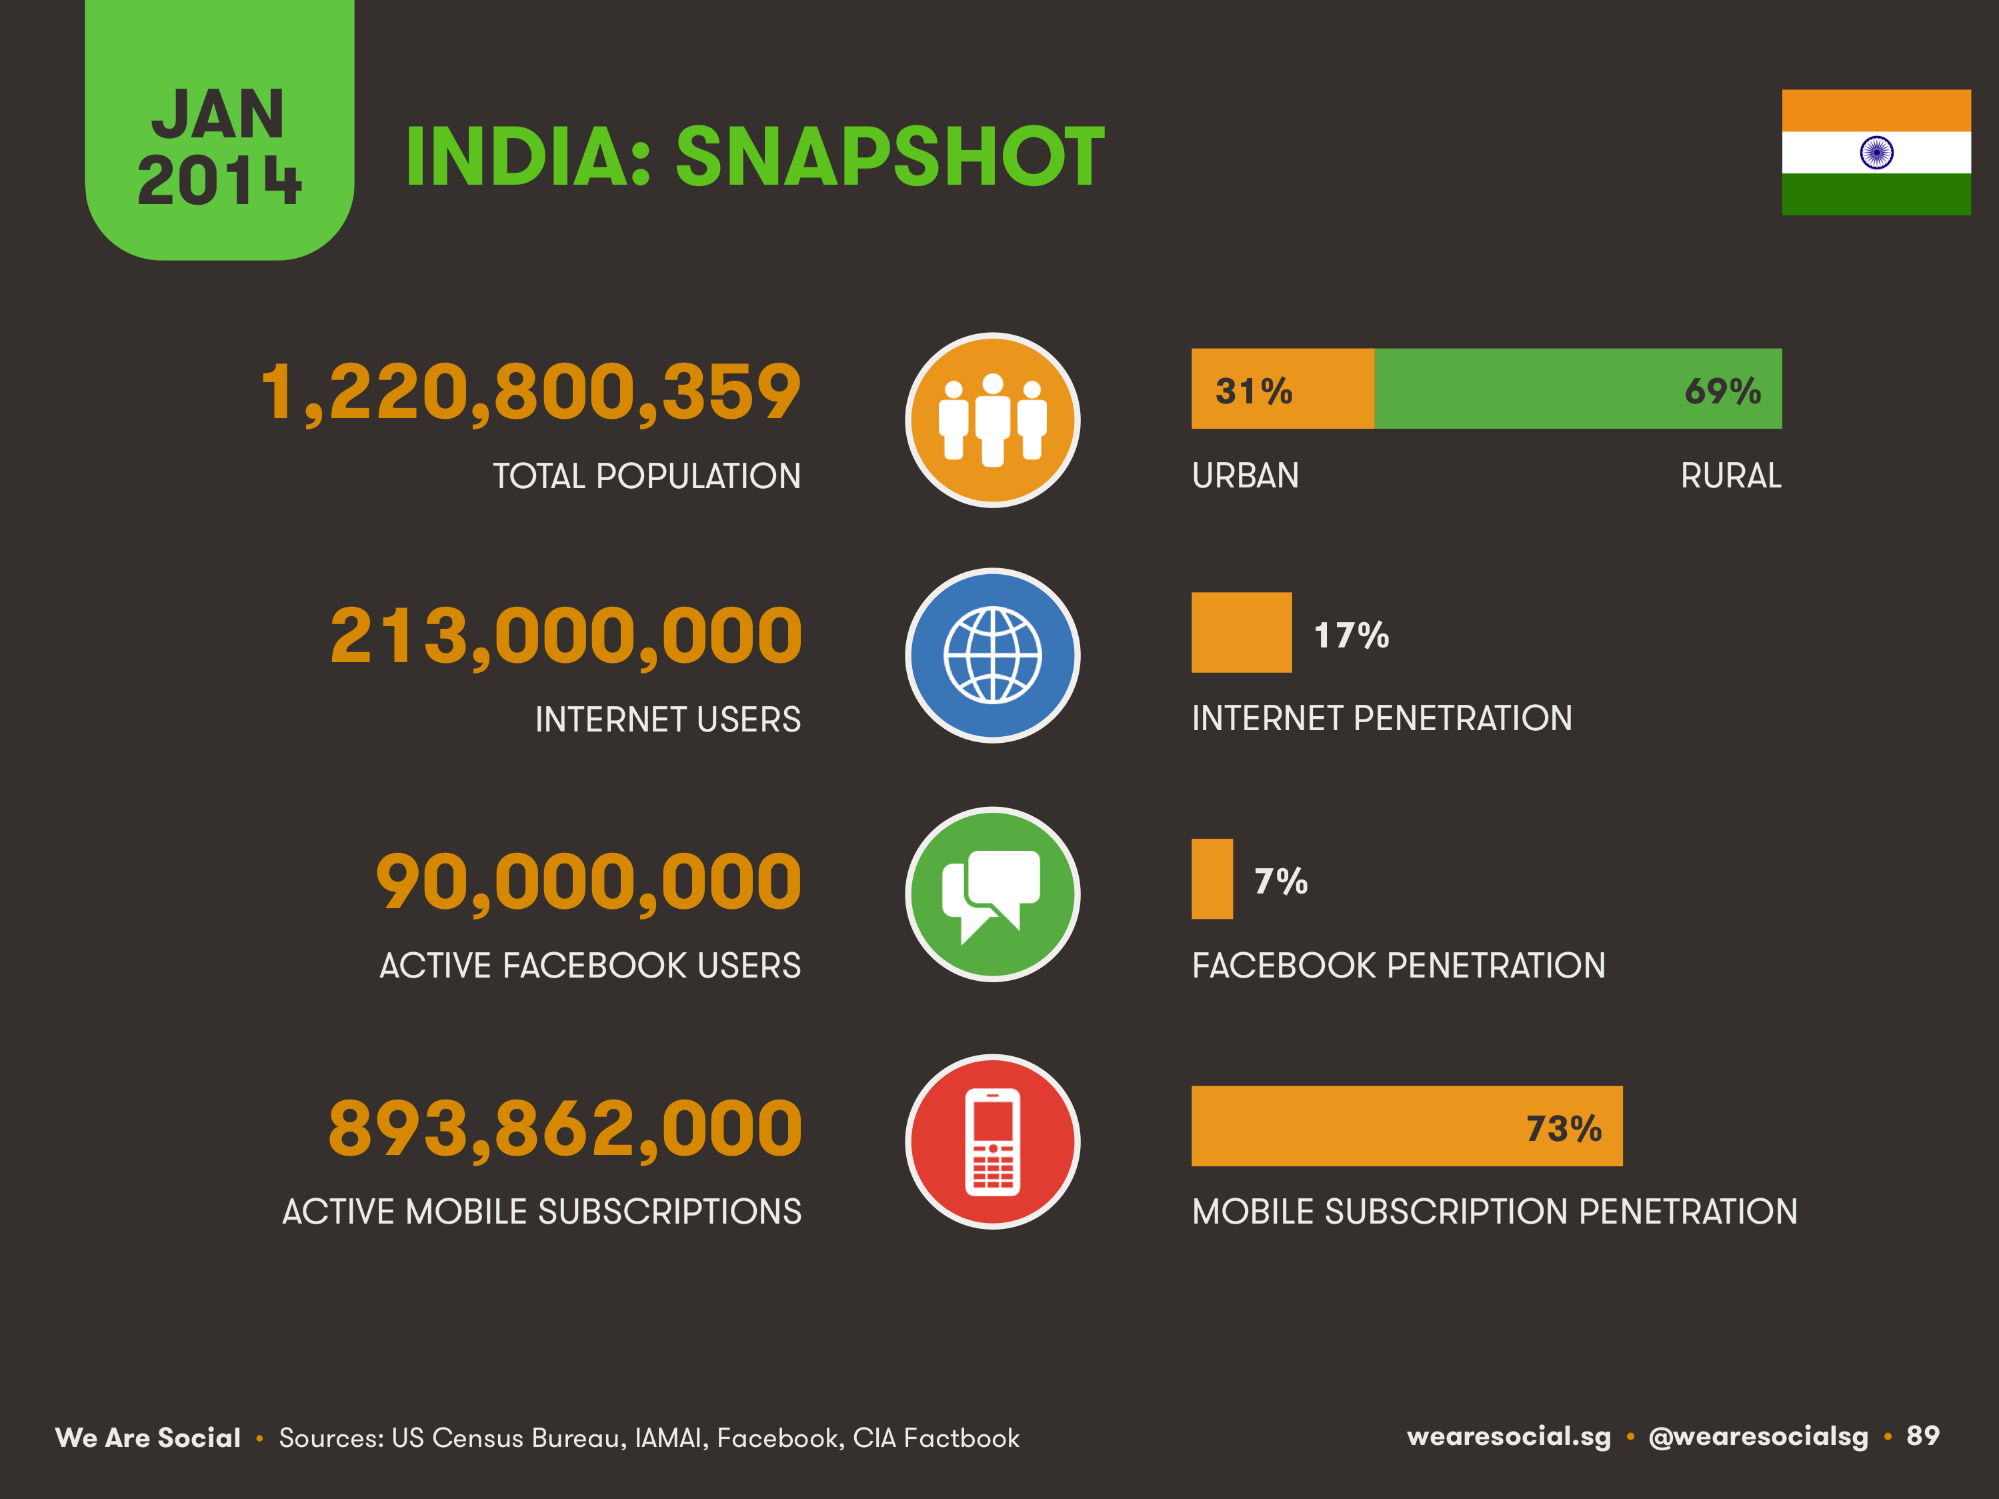 JAN
2014
INDIA: SNAPSHOT
1,220,800,359
TOTAL POPULATION
31%
69%
URBAN
RURAL
213,000,000
INTERNET USERS
17%
INTERNET PENETRATION
90,000,000
ACTIVE FACEBOOK USERS
7%
FACEBOOK PENETRATION
893,862,000
ACTIVE MOBILE SUBSCRIPTIONS
73%
MOBILE SUBSCRIPTION PENETRATION
We Are Social • Sources: US Census Bureau, IAMAI, Facebook, CIA Factbook
wearesocial.sg • @wearesocialsg • 89